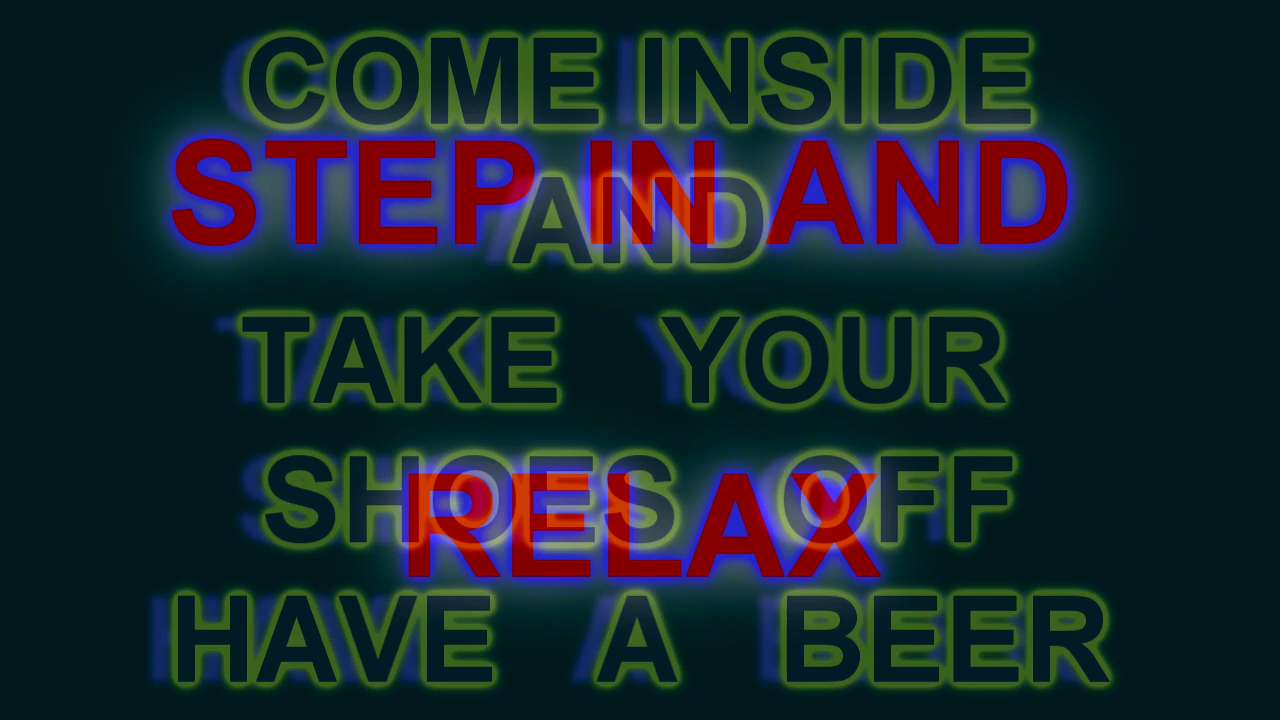 COME INSIDE
STEP IN AND
AND
TAKE YOUR
SHOES OFF
RELAX
HAVE A BEER